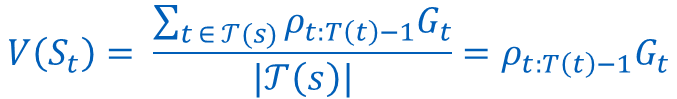 V(S_t) = \frac{\sum_{t \in \mathcal{T}(s)} \rho_{t:T(t)-1} G_t}{|\mathcal{T}(s)|} = \rho_{t:T(t)-1} G_t